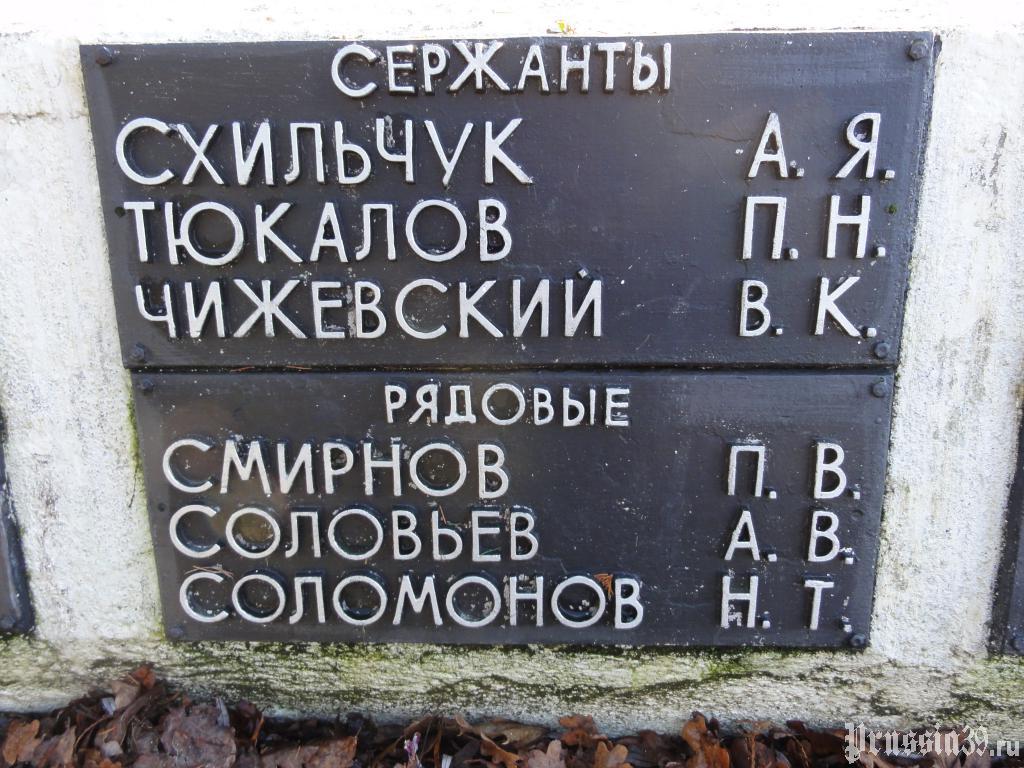 СЕРЖАНТЫ
СХИЛЬЧУК А. Я.
ТЮКАЛОВ П. Н.
ЧИЖЕВСКИЙ В. К.
РЯДОВЫЕ
СМИРНОВ П. В.
СОЛОВЬЕВ А. В.
СОЛОМОНОВ Н. Т.
Prussia39.ru